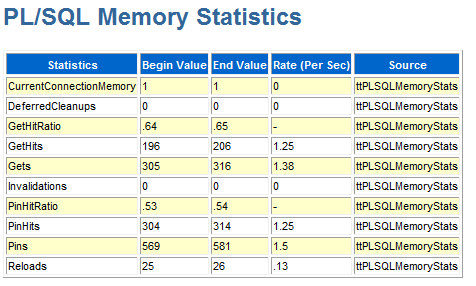 PL/SQL Memory Statistics
Statistics Begin Value End Value Rate (Per Sec) Source
CurrentConnectionMemory 1 1 0 ttPLSQLMemoryStats
DeferredCleanups 0 0 0 ttPLSQLMemoryStats
GetHitRatio .64 .65 - ttPLSQLMemoryStats
GetHits 196 206 1.25 ttPLSQLMemoryStats
Gets 305 316 1.38 ttPLSQLMemoryStats
Invalidations 0 0 0 ttPLSQLMemoryStats
PinHitRatio .53 .54 - ttPLSQLMemoryStats
PinHits 304 314 1.25 ttPLSQLMemoryStats
Pins 569 581 1.5 ttPLSQLMemoryStats
Reloads 25 26 .13 ttPLSQLMemoryStats